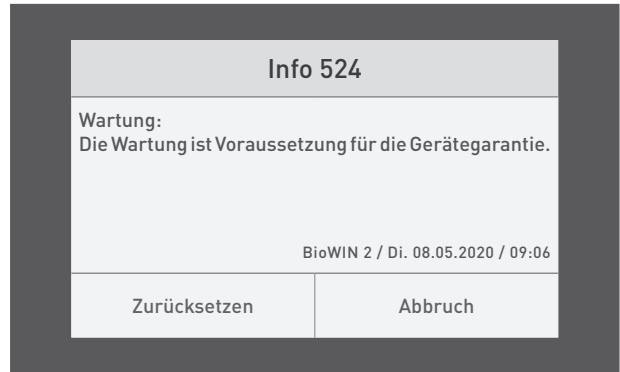 Info 524
Wartung:
Die Wartung ist Voraussetzung für die Gerätegarantie.
BioWIN 2 / Di. 08.05.2020 / 09:06
Zurücksetzen
Abbruch